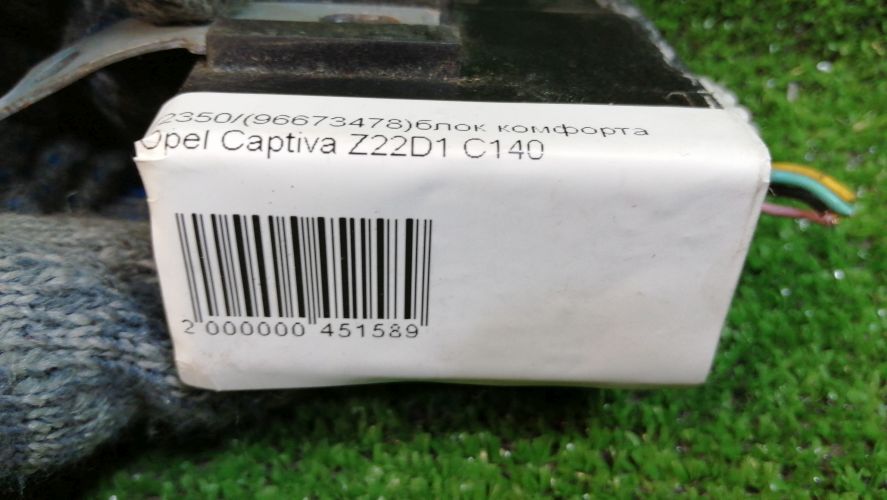 2350/(96673478)блок комфорта
Opel Captiva Z22D1 C140
2 000000 451589